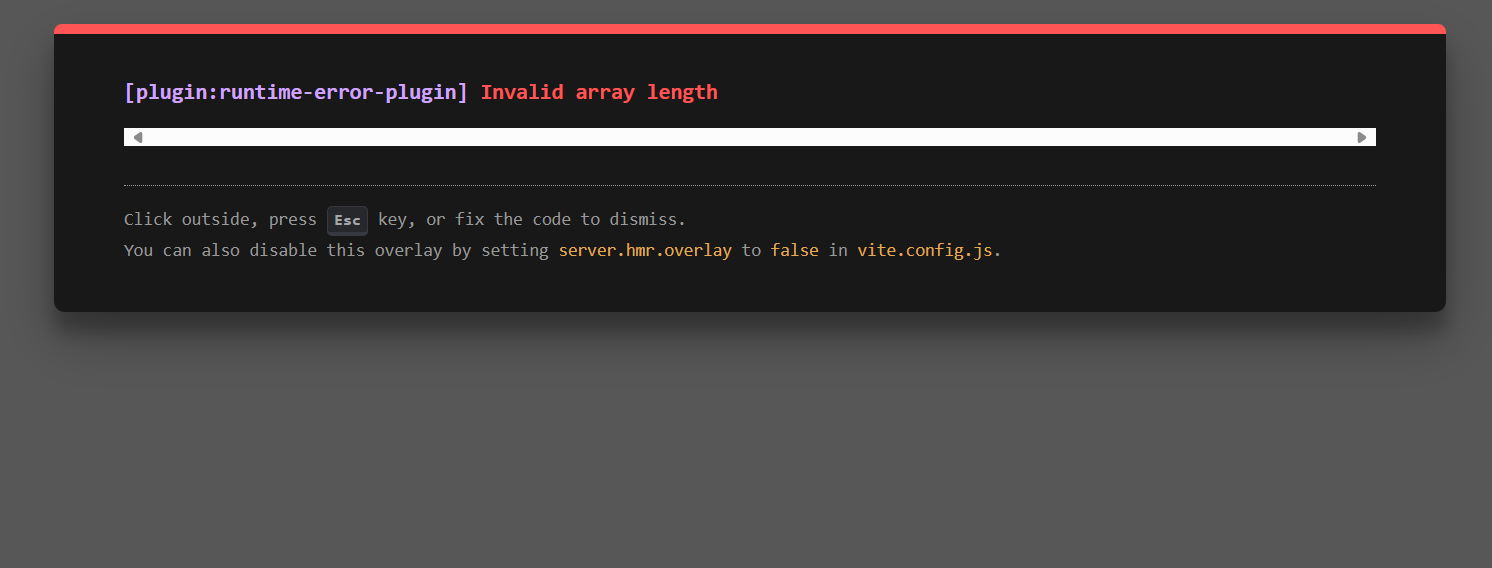 [plugin:runtime-error-plugin] Invalid array length
Click outside, press Esc key, or fix the code to dismiss.
You can also disable this overlay by setting server.hmr.overlay to false in vite.config.js.